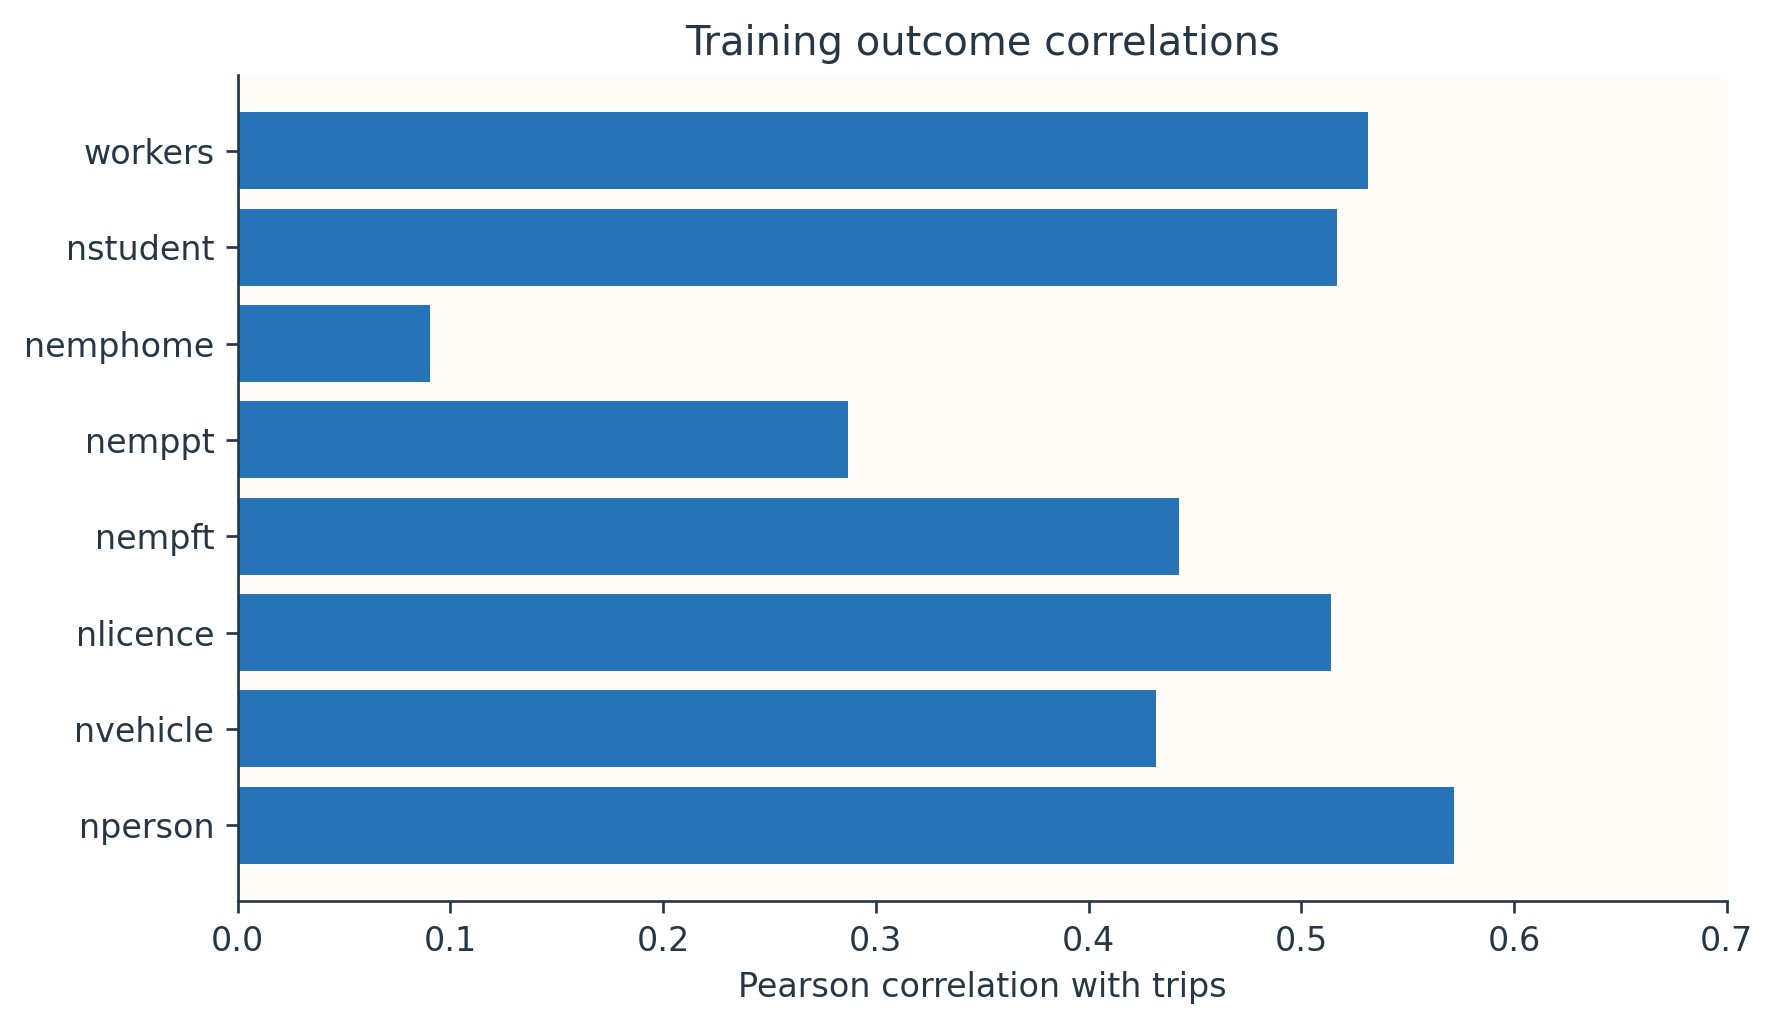 Training outcome correlations
workers
nstudent
nemphome
nemppt
nempft
nlicence
nvehicle
nperson
0.0 0.1 0.2 0.3 0.4 0.5 0.6 0.7
Pearson correlation with trips